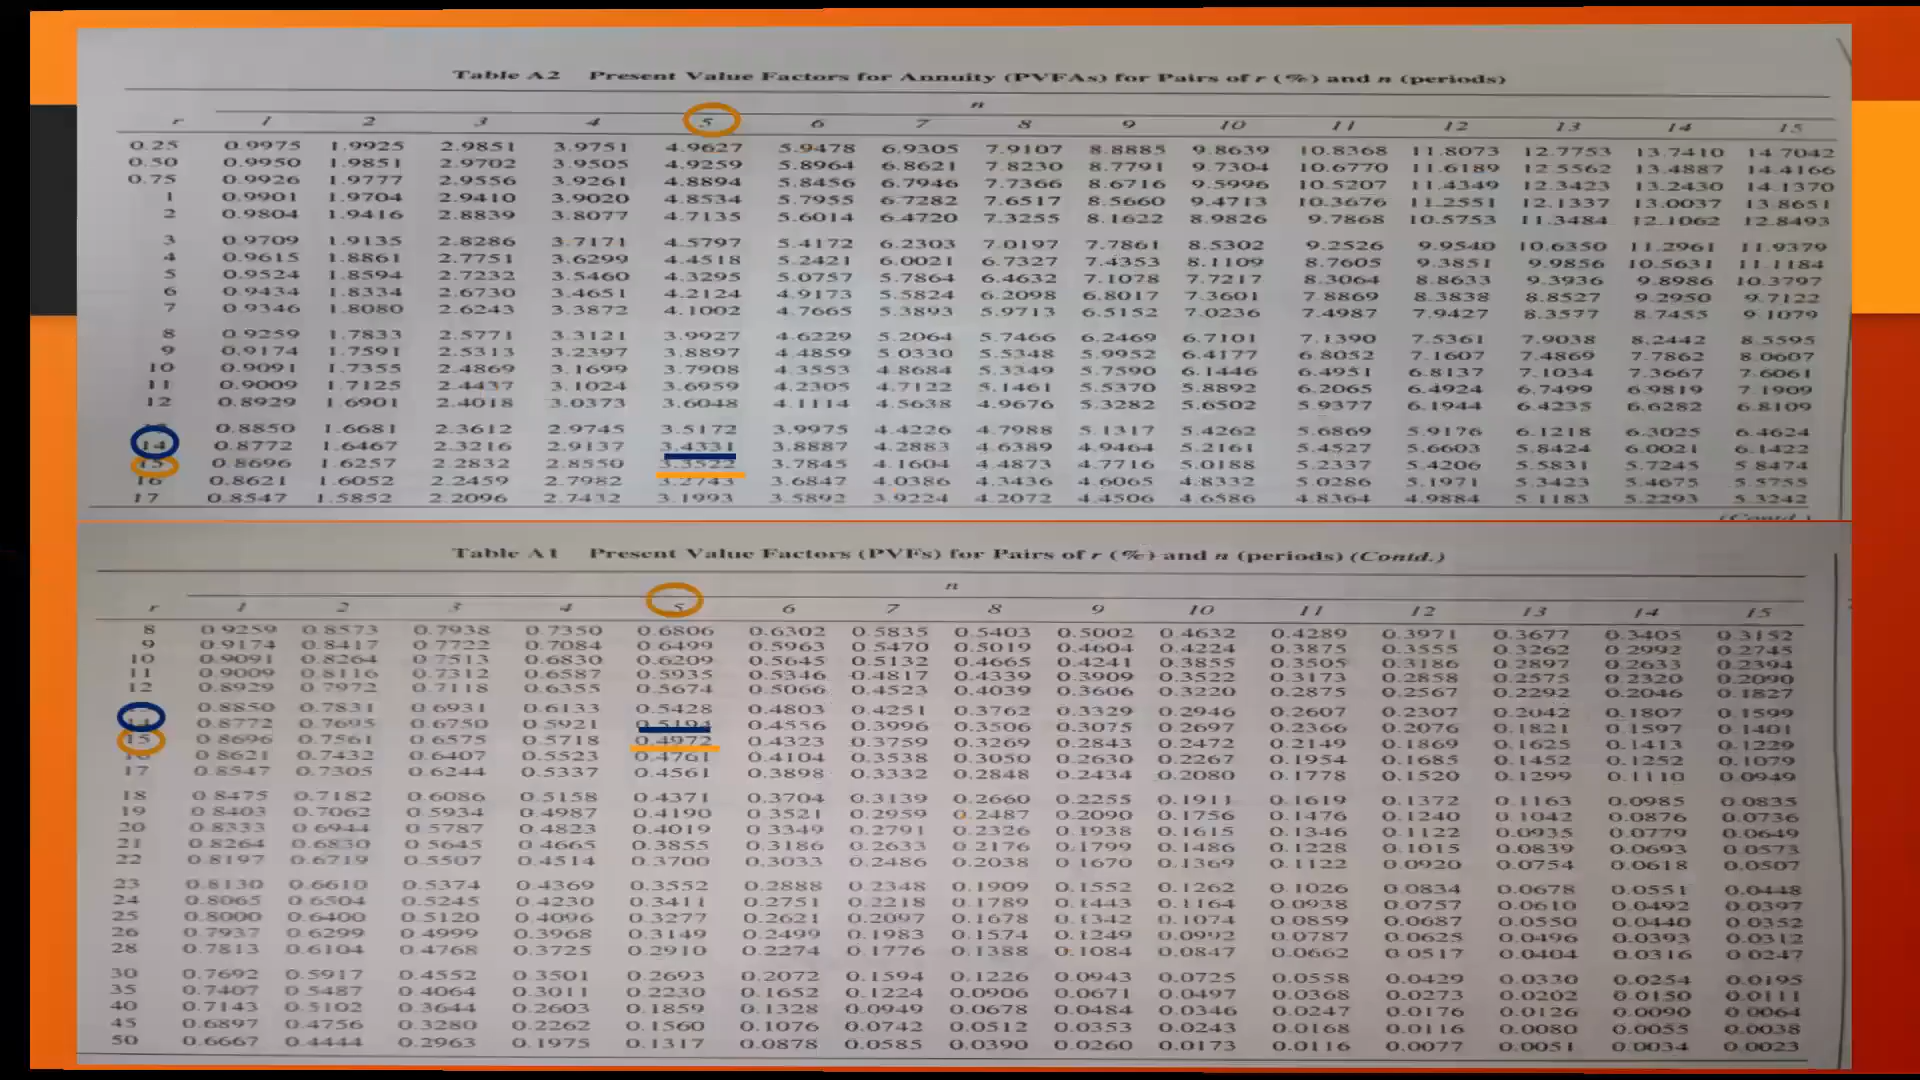 Table A2 Present Value Factors for Annuity (PVFAs) for Pairs of r (%) and n (periods)
n
r 1 2 3 4 5 6 7 8 9 10 11 12 13 14 15
0.25 0.9975 1.9925 2.9851 3.9751 4.9627 5.9478 6.9305 7.9107 8.8885 9.8639 10.8368 11.8073 12.7753 13.7410 14.7042
0.50 0.9950 1.9851 2.9702 3.9505 4.9259 5.8964 6.8621 7.8230 8.7791 9.7304 10.6770 11.6189 12.5562 13.4887 14.4166
0.75 0.9926 1.9777 2.9556 3.9261 4.8894 5.8456 6.7946 7.7366 8.6716 9.5996 10.5207 11.4349 12.3423 13.2430 14.1370
1 0.9901 1.9704 2.9410 3.9020 4.8534 5.7955 6.7282 7.6517 8.5660 9.4713 10.3676 11.2551 12.1337 13.0037 13.8651
2 0.9804 1.9416 2.8839 3.8077 4.7135 5.6014 6.4720 7.3255 8.1622 8.9826 9.7868 10.5753 11.3484 12.1062 12.8493
3 0.9709 1.9135 2.8286 3.7171 4.5797 5.4172 6.2303 7.0197 7.7861 8.5302 9.2526 9.9540 10.6350 11.2961 11.9379
4 0.9615 1.8861 2.7751 3.6299 4.4518 5.2421 6.0021 6.7327 7.4353 8.1109 8.7605 9.3851 9.9856 10.5631 11.1184
5 0.9524 1.8594 2.7232 3.5460 4.3295 5.0757 5.7864 6.4632 7.1078 7.7217 8.3064 8.8633 9.3936 9.8986 10.3797
6 0.9434 1.8334 2.6730 3.4651 4.2124 4.9173 5.5824 6.2098 6.8017 7.3601 7.8869 8.3838 8.8527 9.2950 9.7122
7 0.9346 1.8080 2.6243 3.3872 4.1002 4.7665 5.3893 5.9713 6.5152 7.0236 7.4987 7.9427 8.3577 8.7455 9.1079
8 0.9259 1.7833 2.5771 3.3121 3.9927 4.6229 5.2064 5.7466 6.2469 6.7101 7.1390 7.5361 7.9038 8.2442 8.5595
9 0.9174 1.7591 2.5313 3.2397 3.8897 4.4859 5.0330 5.5348 5.9952 6.4177 6.8052 7.1607 7.4869 7.7862 8.0607
10 0.9091 1.7355 2.4869 3.1699 3.7908 4.3553 4.8684 5.3349 5.7590 6.1446 6.4951 6.8137 7.1034 7.3667 7.6061
11 0.9009 1.7125 2.4437 3.1024 3.6959 4.2305 4.7122 5.1461 5.5370 5.8892 6.2065 6.4924 6.7499 6.9819 7.1909
12 0.8929 1.6901 2.4018 3.0373 3.6048 4.1114 4.5638 4.9676 5.3282 5.6502 5.9377 6.1944 6.4235 6.6282 6.8109
0.8850 1.6681 2.3612 2.9745 3.5172 3.9975 4.4226 4.7988 5.1317 5.4262 5.6869 5.9176 6.1218 6.3025 6.4624
14 0.8772 1.6467 2.3216 2.9137 3.4331 3.8887 4.2883 4.6389 4.9464 5.2161 5.4527 5.6603 5.8424 6.0021 6.1422
15 0.8696 1.6257 2.2832 2.8550 3.3522 3.7845 4.1604 4.4873 4.7716 5.0188 5.2337 5.4206 5.5831 5.7245 5.8474
16 0.8621 1.6052 2.2459 2.7982 3.2743 3.6847 4.0386 4.3436 4.6065 4.8332 5.0286 5.1971 5.3423 5.4675 5.5755
17 0.8547 1.5852 2.2096 2.7432 3.1993 3.5892 3.9224 4.2072 4.4506 4.6586 4.8364 4.9884 5.1183 5.2293 5.3242
Table A1 Present Value Factors (PVFs) for Pairs of r (%) and n (periods) (Contd.)
n
r 1 2 3 4 5 6 7 8 9 10 11 12 13 14 15
8 0.9259 0.8573 0.7938 0.7350 0.6806 0.6302 0.5835 0.5403 0.5002 0.4632 0.4289 0.3971 0.3677 0.3405 0.3152
9 0.9174 0.8417 0.7722 0.7084 0.6499 0.5963 0.5470 0.5019 0.4604 0.4224 0.3875 0.3555 0.3262 0.2992 0.2745
10 0.9091 0.8264 0.7513 0.6830 0.6209 0.5645 0.5132 0.4665 0.4241 0.3855 0.3505 0.3186 0.2897 0.2633 0.2394
11 0.9009 0.8116 0.7312 0.6587 0.5935 0.5346 0.4817 0.4339 0.3909 0.3522 0.3173 0.2858 0.2575 0.2320 0.2090
12 0.8929 0.7972 0.7118 0.6355 0.5674 0.5066 0.4523 0.4039 0.3606 0.3220 0.2875 0.2567 0.2292 0.2046 0.1827
0.8850 0.7831 0.6931 0.6133 0.5428 0.4803 0.4251 0.3762 0.3329 0.2946 0.2607 0.2307 0.2042 0.1807 0.1599
14 0.8772 0.7695 0.6750 0.5921 0.5194 0.4556 0.3996 0.3506 0.3075 0.2697 0.2366 0.2076 0.1821 0.1597 0.1401
15 0.8696 0.7561 0.6575 0.5718 0.4972 0.4323 0.3759 0.3269 0.2843 0.2472 0.2149 0.1869 0.1625 0.1413 0.1229
16 0.8621 0.7432 0.6407 0.5523 0.4761 0.4104 0.3538 0.3050 0.2630 0.2267 0.1954 0.1685 0.1452 0.1252 0.1079
17 0.8547 0.7305 0.6244 0.5337 0.4561 0.3898 0.3332 0.2848 0.2434 0.2080 0.1778 0.1520 0.1299 0.1110 0.0949
18 0.8475 0.7182 0.6086 0.5158 0.4371 0.3704 0.3139 0.2660 0.2255 0.1911 0.1619 0.1372 0.1163 0.0985 0.0835
19 0.8403 0.7062 0.5934 0.4987 0.4190 0.3521 0.2959 0.2487 0.2090 0.1756 0.1476 0.1240 0.1042 0.0876 0.0736
20 0.8333 0.6944 0.5787 0.4823 0.4019 0.3349 0.2791 0.2326 0.1938 0.1615 0.1346 0.1122 0.0935 0.0779 0.0649
21 0.8264 0.6830 0.5645 0.4665 0.3855 0.3186 0.2633 0.2176 0.1799 0.1486 0.1228 0.1015 0.0839 0.0693 0.0573
22 0.8197 0.6719 0.5507 0.4514 0.3700 0.3033 0.2486 0.2038 0.1670 0.1369 0.1122 0.0920 0.0754 0.0618 0.0507
23 0.8130 0.6610 0.5374 0.4369 0.3552 0.2888 0.2348 0.1909 0.1552 0.1262 0.1026 0.0834 0.0678 0.0551 0.0448
24 0.8065 0.6504 0.5245 0.4230 0.3411 0.2751 0.2218 0.1789 0.1443 0.1164 0.0938 0.0757 0.0610 0.0492 0.0397
25 0.8000 0.6400 0.5120 0.4096 0.3277 0.2621 0.2097 0.1678 0.1342 0.1074 0.0859 0.0687 0.0550 0.0440 0.0352
26 0.7937 0.6299 0.4999 0.3968 0.3149 0.2499 0.1983 0.1574 0.1249 0.0992 0.0787 0.0625 0.0496 0.0393 0.0312
28 0.7813 0.6104 0.4768 0.3725 0.2910 0.2274 0.1776 0.1388 0.1084 0.0847 0.0662 0.0517 0.0404 0.0316 0.0247
30 0.7692 0.5917 0.4552 0.3501 0.2693 0.2072 0.1594 0.1226 0.0943 0.0725 0.0558 0.0429 0.0330 0.0254 0.0195
35 0.7407 0.5487 0.4064 0.3011 0.2230 0.1652 0.1224 0.0906 0.0671 0.0497 0.0368 0.0273 0.0202 0.0150 0.0111
40 0.7143 0.5102 0.3644 0.2603 0.1859 0.1328 0.0949 0.0678 0.0484 0.0346 0.0247 0.0176 0.0126 0.0090 0.0064
45 0.6897 0.4756 0.3280 0.2262 0.1560 0.1076 0.0742 0.0512 0.0353 0.0243 0.0168 0.0116 0.0080 0.0055 0.0038
50 0.6667 0.4444 0.2963 0.1975 0.1317 0.0878 0.0585 0.0390 0.0260 0.0173 0.0116 0.0077 0.0051 0.0034 0.0023